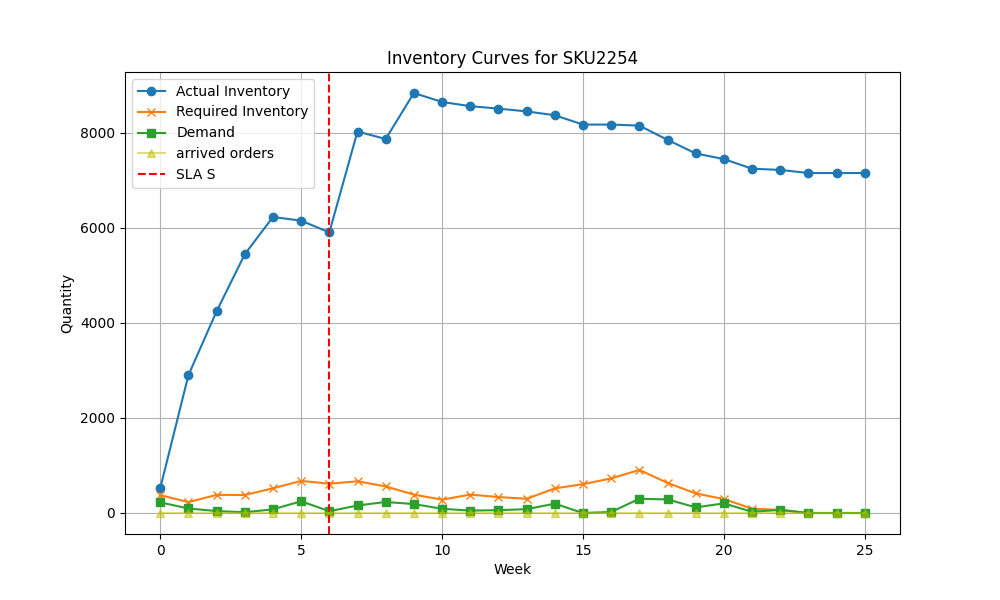 Inventory Curves for SKU2254
Actual Inventory
Required Inventory
Demand
arrived orders
SLA S
8000
6000
4000
2000
0
Quantity
0 5 10 15 20 25
Week